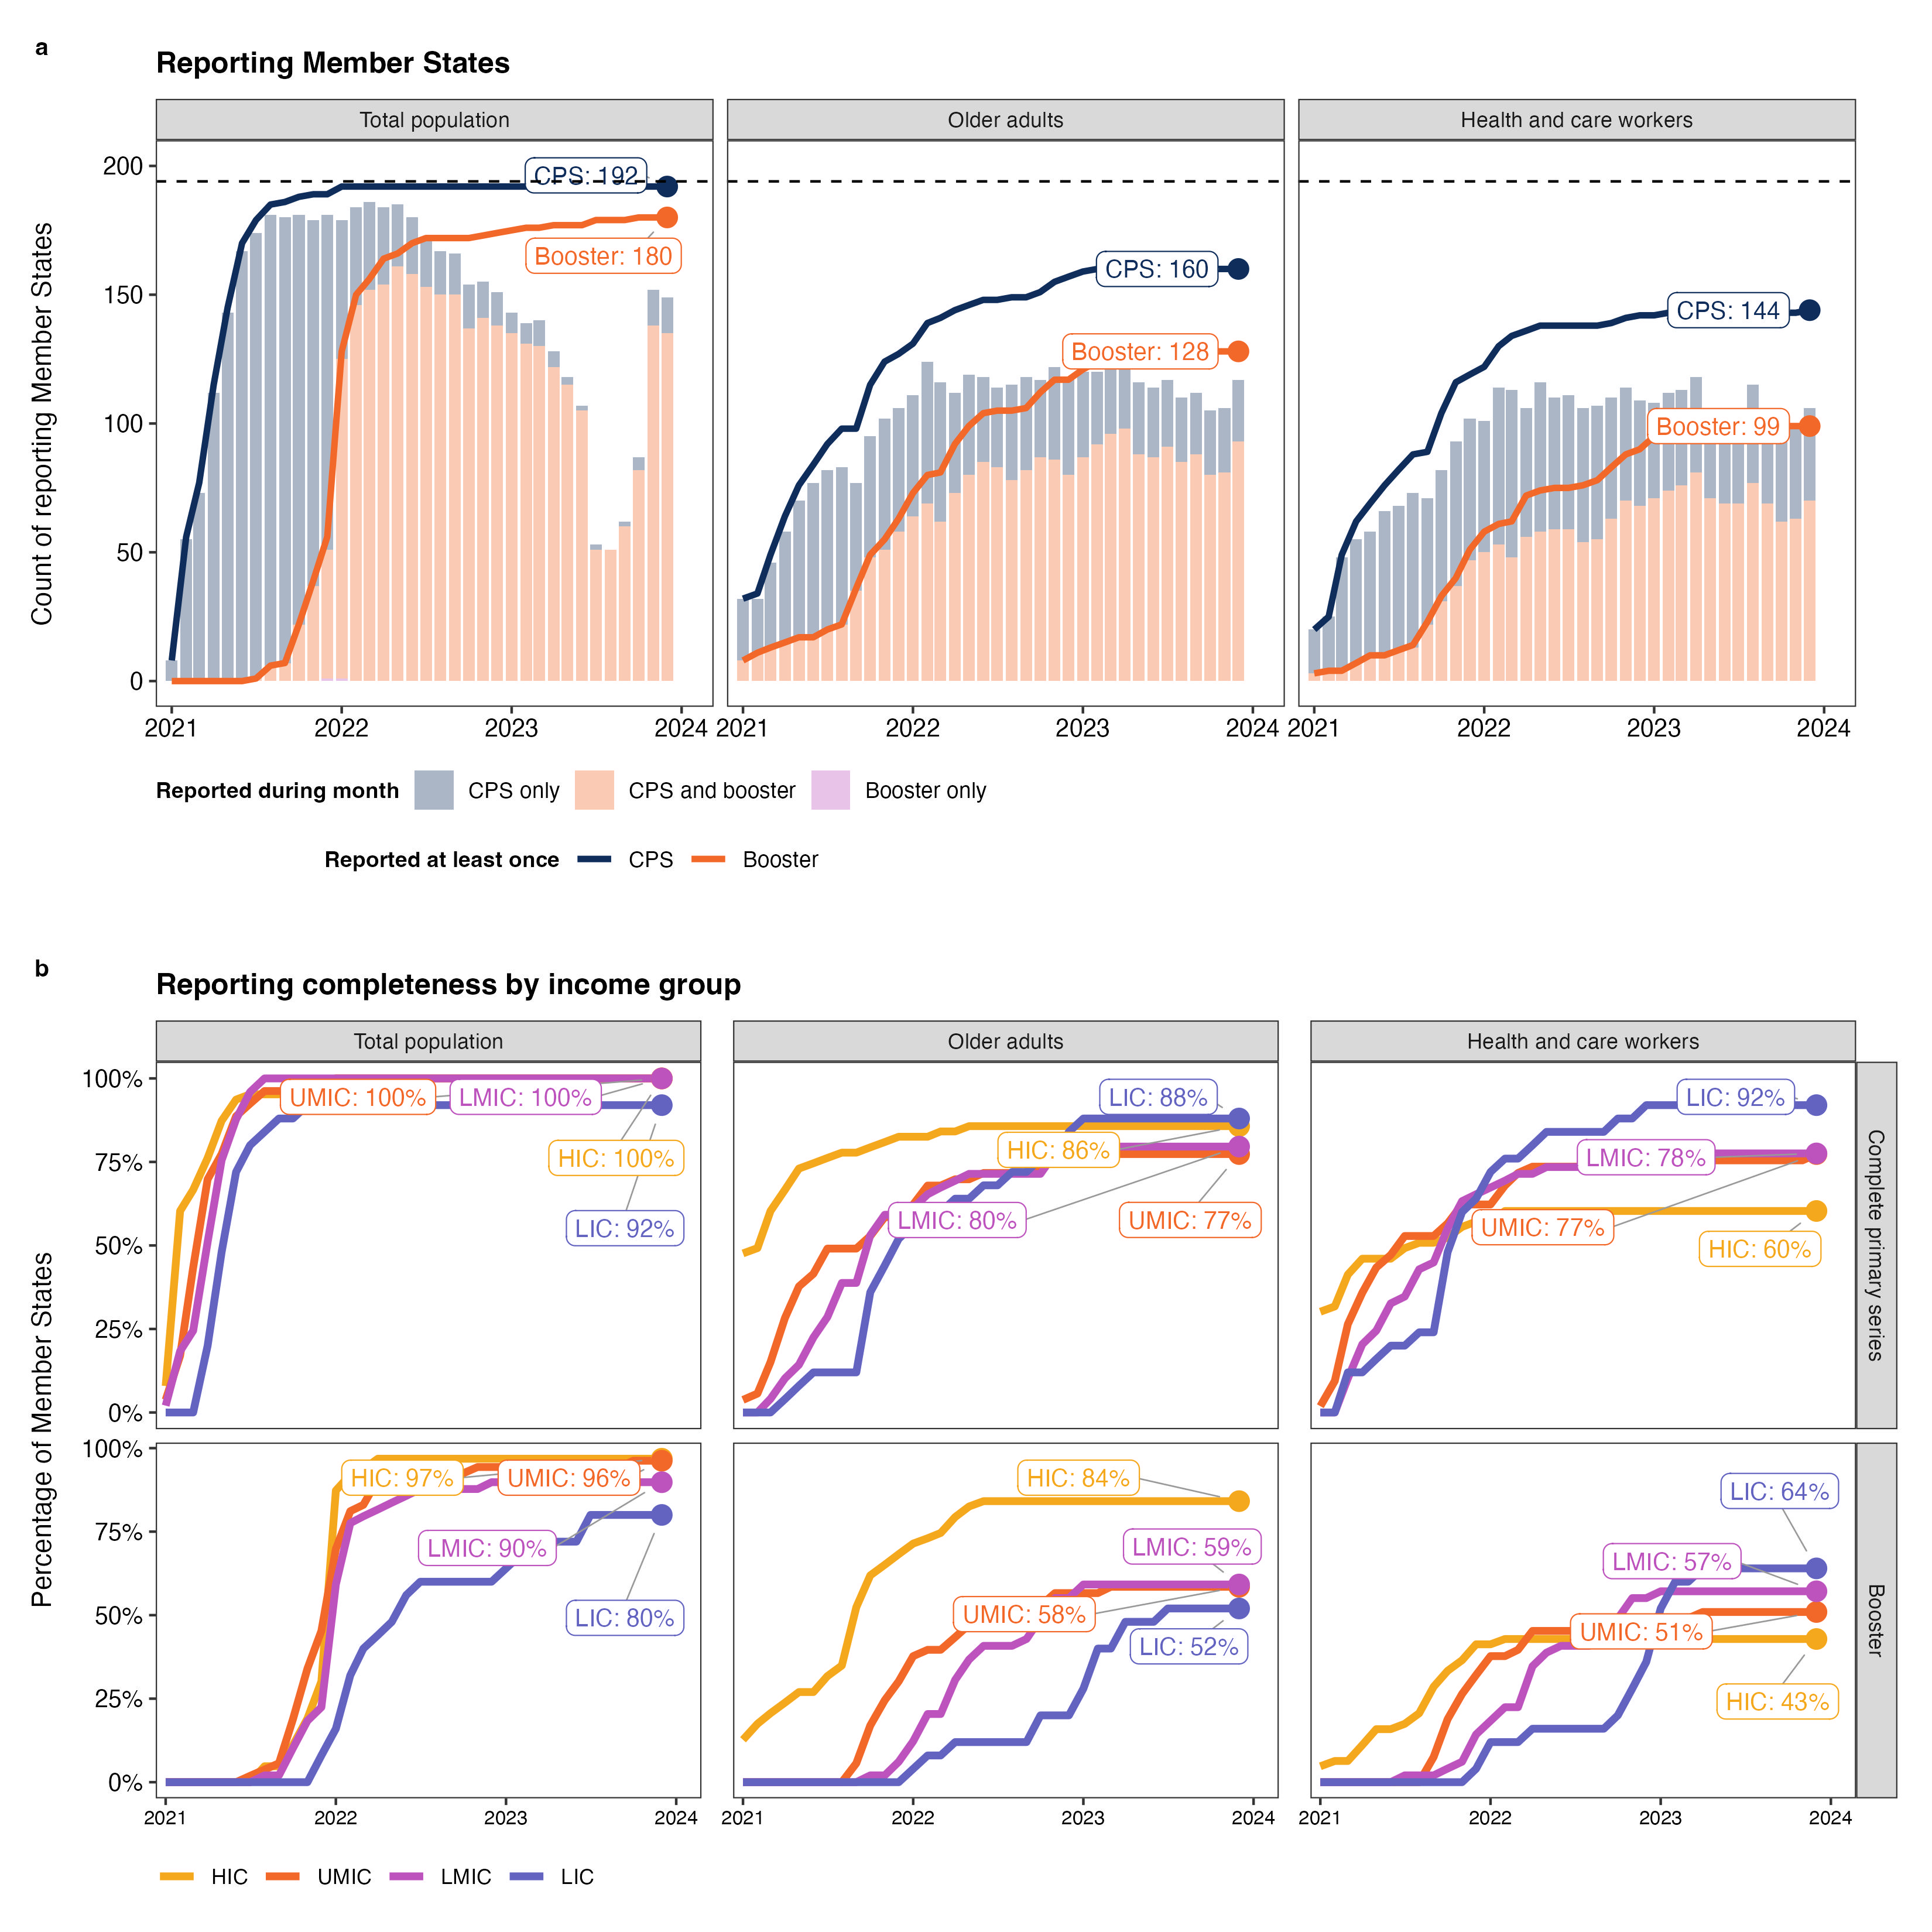 a
Reporting Member States
Total population
Older adults
Health and care workers
Count of reporting Member States
200
150
100
50
0
CPS: 192
Booster: 180
CPS: 160
Booster: 128
CPS: 144
Booster: 99
2021 2022 2023 2024
2021 2022 2023 2024
2021 2022 2023 2024
Reported during month CPS only CPS and booster Booster only
Reported at least once CPS Booster
b
Reporting completeness by income group
Total population
Older adults
Health and care workers
Percentage of Member States
100%
75%
50%
25%
0%
UMIC: 100%
LMIC: 100%
HIC: 100%
LIC: 92%
LIC: 88%
HIC: 86%
LMIC: 80%
UMIC: 77%
LIC: 92%
LMIC: 78%
UMIC: 77%
HIC: 60%
Complete primary series
100%
75%
50%
25%
0%
HIC: 97%
UMIC: 96%
LMIC: 90%
LIC: 80%
HIC: 84%
LMIC: 59%
UMIC: 58%
LIC: 52%
LIC: 64%
LMIC: 57%
UMIC: 51%
HIC: 43%
Booster
2021 2022 2023 2024
2021 2022 2023 2024
2021 2022 2023 2024
HIC UMIC LMIC LIC